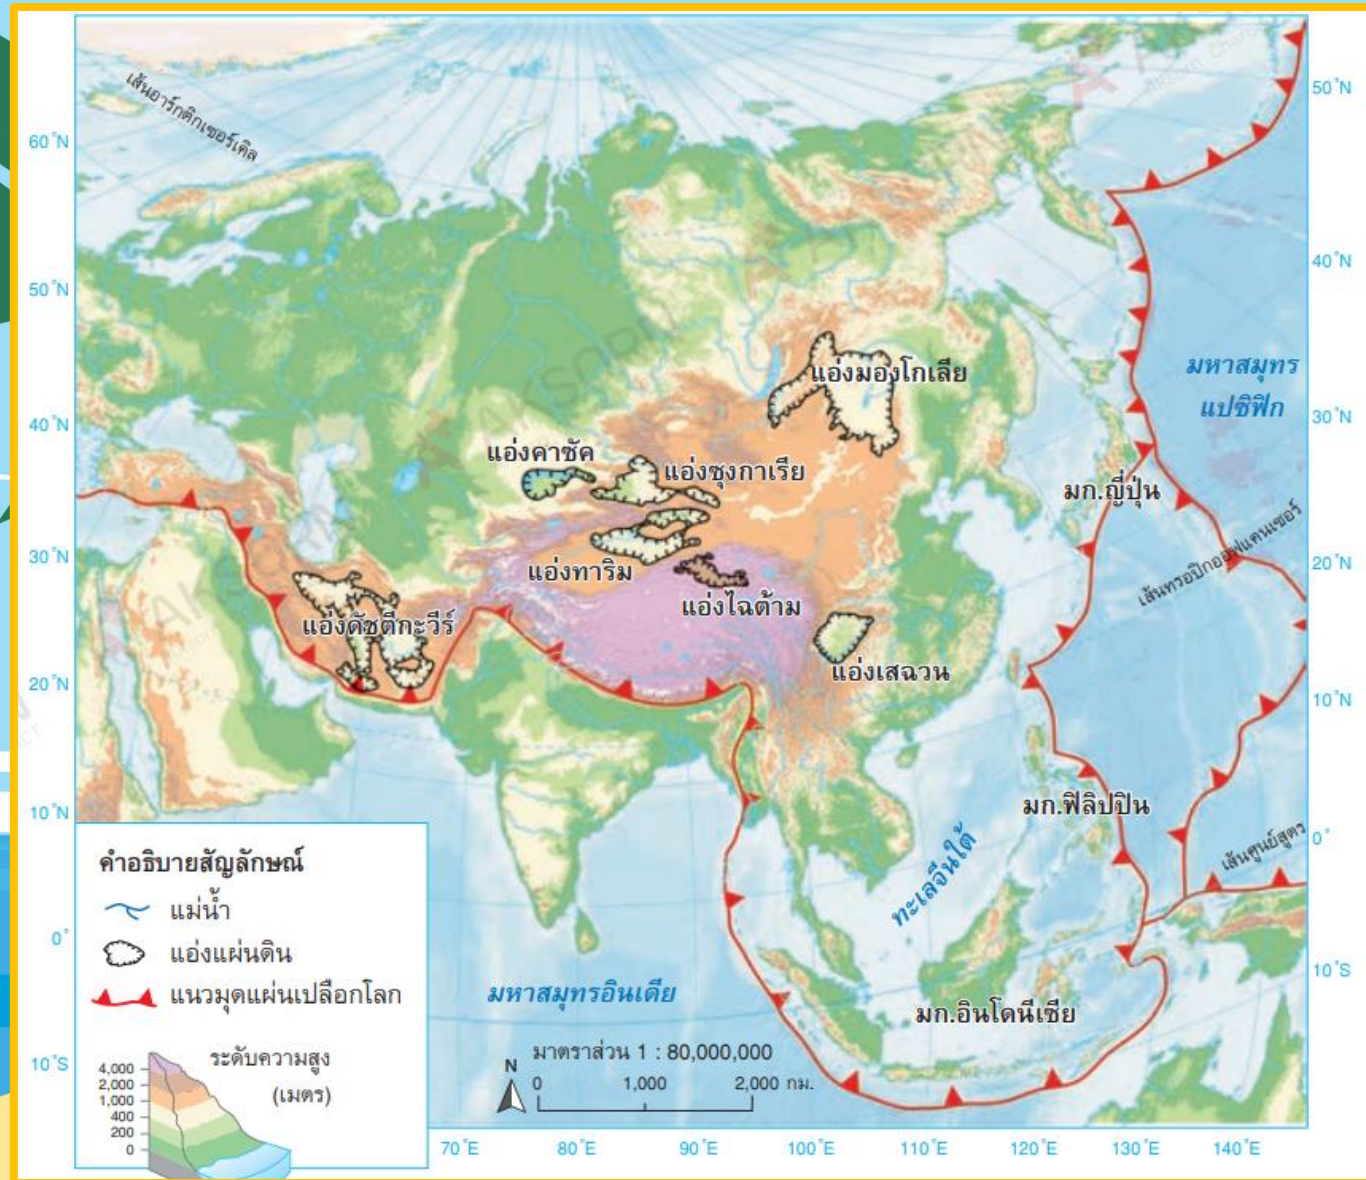 เส้นอาร์กติกเซอร์เคิล
60°N
50°N
40°N
30°N
20°N
10°N
0°
10°S
50°N
40°N
30°N
20°N
10°N
0°
10°S
มหาสมุทร
แปซิฟิก
แอ่งมองโกเลีย
แอ่งคาซัค
แอ่งซุงกาเรีย
มก.ญี่ปุ่น
เส้นทรอปิกออฟแคนเซอร์
แอ่งทาริม
แอ่งไฉต้าม
แอ่งดัชตีกะวีร์
แอ่งเสฉวน
มก.ฟิลิปปิน
เส้นศูนย์สูตร
ทะเลจีนใต้
มหาสมุทรอินเดีย
มก.อินโดนีเซีย
คำอธิบายสัญลักษณ์
แม่น้ำ
แอ่งแผ่นดิน
แนวมุดแผ่นเปลือกโลก
ระดับความสูง
(เมตร)
4,000
2,000
1,000
400
200
0
N
มาตราส่วน 1 : 80,000,000
0 1,000 2,000 กม.
70°E 80°E 90°E 100°E 110°E 120°E 130°E 140°E
AKSORN